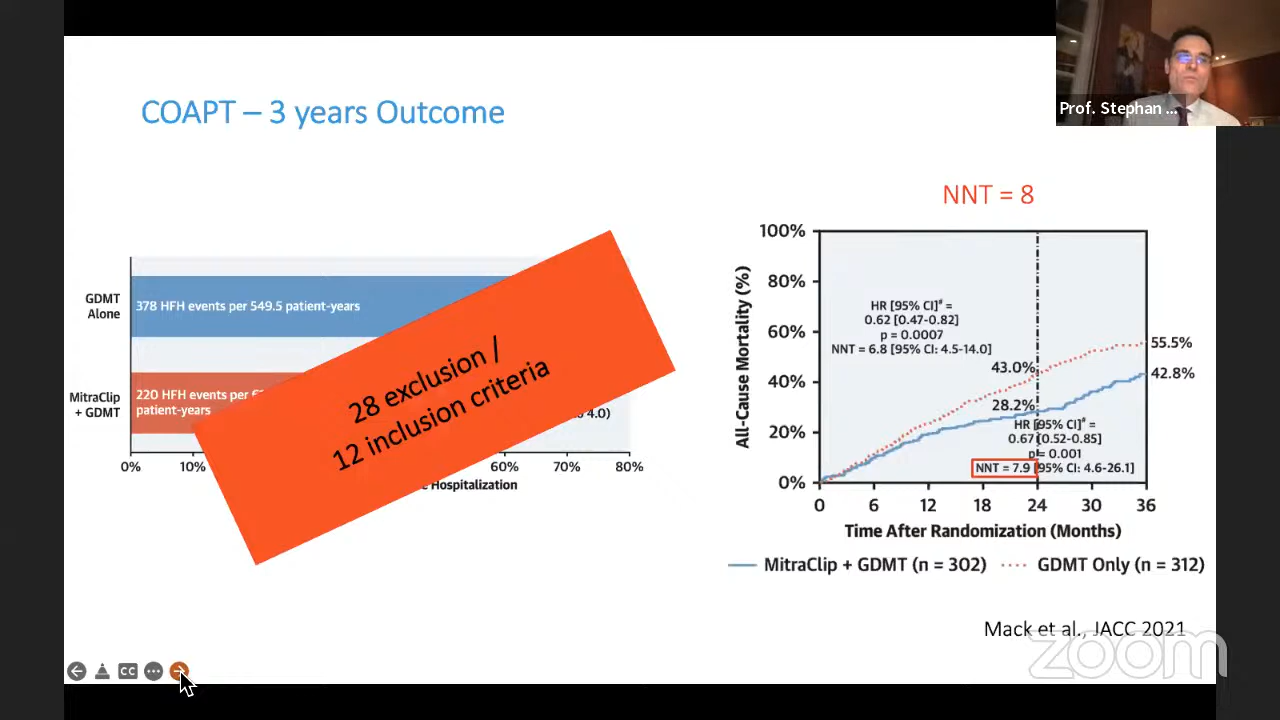 COAPT – 3 years Outcome
Prof. Stephan ...
NNT = 8
GDMT
Alone
378 HFH events per 549.5 patient-years
MitraClip
+ GDMT
220 HFH events per
patient-years
4.0)
0%
10%
60%
70%
80%
Hospitalization
28 exclusion /
12 inclusion criteria
All-Cause Mortality (%)
100%
80%
60%
40%
20%
0%
HR [95% CI]# =
0.62 [0.47-0.82]
p = 0.0007
NNT = 6.8 [95% CI: 4.5-14.0]
43.0%
28.2%
55.5%
42.8%
HR [95% CI]# =
0.67 [0.52-0.85]
p = 0.001
NNT = 7.9 [95% CI: 4.6-26.1]
0 6 12 18 24 30 36
Time After Randomization (Months)
MitraClip + GDMT (n = 302) GDMT Only (n = 312)
Mack et al., JACC 2021
zoom
CC